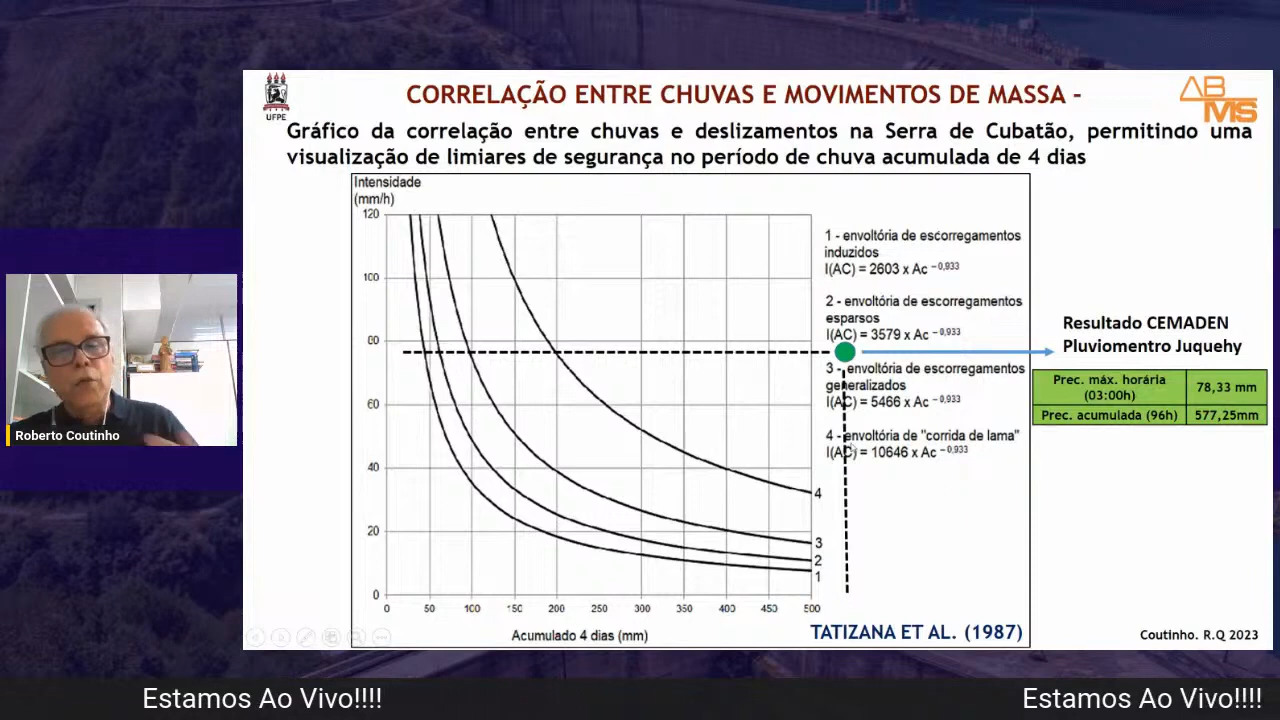 CORRELAÇÃO ENTRE CHUVAS E MOVIMENTOS DE MASSA -
UFPE
ABMS
Gráfico da correlação entre chuvas e deslizamentos na Serra de Cubatão, permitindo uma
visualização de limiares de segurança no período de chuva acumulada de 4 dias
Intensidade
(mm/h)
120
100
80
60
40
20
0
0 50 100 150 200 250 300 350 400 450 500
Acumulado 4 dias (mm)
4
3
2
1
1 - envoltória de escorregamentos
induzidos
I(AC) = 2603 x Ac ⁻⁰,⁹³³
2 - envoltória de escorregamentos
esparsos
I(AC) = 3579 x Ac ⁻⁰,⁹³³
3 - envoltória de escorregamentos
generalizados
I(AC) = 5466 x Ac ⁻⁰,⁹³³
4 - envoltória de "corrida de lama"
I(AC) = 10646 x Ac ⁻⁰,⁹³³
Resultado CEMADEN
Pluviomentro Juquehy
Prec. máx. horária
(03:00h)
78,33 mm
Prec. acumulada (96h) 577,25mm
TATIZANA ET AL. (1987)
Coutinho. R.Q 2023
Roberto Coutinho
Estamos Ao Vivo!!!!
Estamos Ao Vivo!!!!